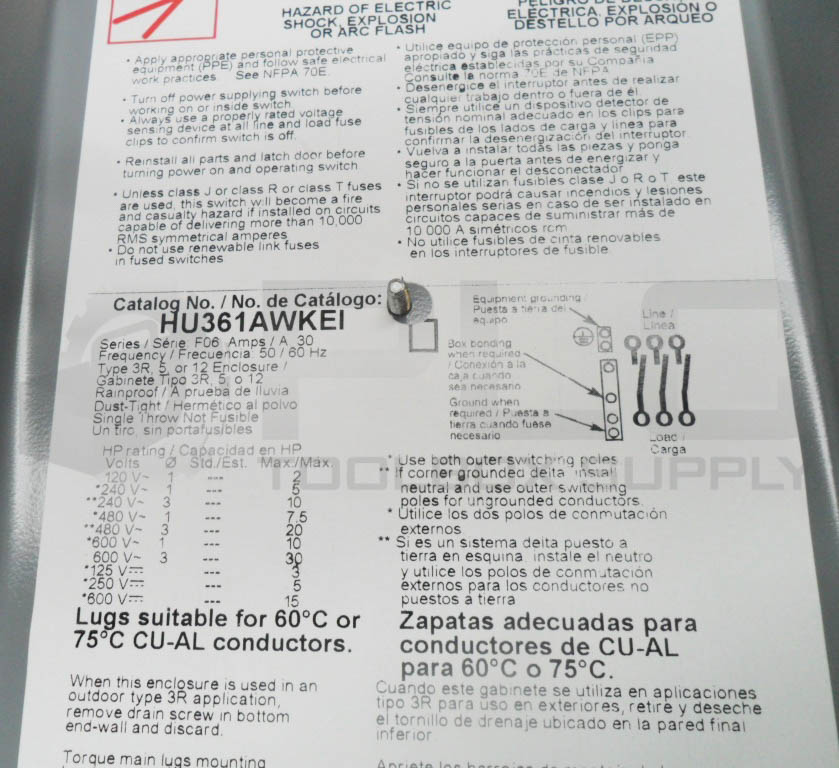 HAZARD OF ELECTRIC
SHOCK, EXPLOSION
OR ARC FLASH
• Apply appropriate personal protective
equipment (PPE) and follow safe electrical
work practices. See NFPA 70E.
• Turn off power supplying switch before
working on or inside switch.
• Always use a properly rated voltage
sensing device at all line and load fuse
clips to confirm switch is off.
• Reinstall all parts and latch door before
turning power on and operating switch
• Unless class J or class R or class T fuses
are used, this switch will become a fire
and casualty hazard if installed on circuits
capable of delivering more than 10,000
RMS symmetrical amperes
• Do not use renewable link fuses
in fused switches
ELÉCTRICA, EXPLOSIÓN O
DESTELLO POR ARQUEO
• Utilice equipo de protección personal (EPP)
apropiado y siga las prácticas de seguridad
eléctrica establecidas por su Compañía
Consulte la norma 70E de NFPA
• Desenergice el interruptor antes de realizar
cualquier trabajo dentro o fuera de él.
• Siempre utilice un dispositivo detector de
tensión nominal adecuado en los clips para
fusibles de los lados de carga y línea para
confirmar la desenergización del interruptor
• Vuelva a instalar todas las piezas y ponga
seguro a la puerta antes de energizar y
hacer funcionar el desconectador
• Si no se utilizan fusibles clase J o R o T este
interruptor podrá causar incendios y lesiones
personales serias en caso de ser instalado en
circuitos capaces de suministrar más de
10 000 A simétricos rcm
• No utilice fusibles de cinta renovables
en los interruptores de fusible.
Catalog No. / No. de Catálogo:
HU361AWKEI
Series / Série F06 Amps / A 30
Frequency / Frecuencia: 50 / 60 Hz
Type 3R, 5, or 12 Enclosure /
Gabinete Tipo 3R, 5, o 12
Rainproof / A prueba de lluvia
Dust-Tight / Hermético al polvo
Single Throw Not Fusible
Un tiro, sin portafusibles
HP rating / Capacidad en HP
Volts Ø Std./Est. Max./Máx.
120 V~ 1 --- 2
*240 V~ 1 --- 5
**240 V~ 3 --- 10
*480 V~ 1 --- 7.5
**480 V~ 3 --- 20
*600 V~ 1 --- 10
600 V~ 3 --- 30
*125 V⎓ --- 3
*250 V⎓ --- 5
*600 V⎓ --- 15
Equipment grounding /
Puesta a tierra del
equipo
Box bonding
when required
/ Conexión a la
caja cuando
sea necesario
Ground when
required / Puesta a
tierra cuando fuese
necesario
Line /
Línea
Load /
Carga
* Use both outer switching poles
** If corner grounded delta install
neutral and use outer switching
poles for ungrounded conductors.
* Utilice los dos polos de conmutación
externos
** Si es un sistema delta puesto a
tierra en esquina instale el neutro
y utilice los polos de conmutación
externos para los conductores no
puestos a tierra
Lugs suitable for 60°C or
75°C CU-AL conductors.
Zapatas adecuadas para
conductores de CU-AL
para 60°C o 75°C.
When this enclosure is used in an
outdoor type 3R application,
remove drain screw in bottom
end-wall and discard.
Cuando este gabinete se utiliza en aplicaciones
tipo 3R para uso en exteriores, retire y deseche
el tornillo de drenaje ubicado en la pared final
inferior.
Torque main lugs mounting